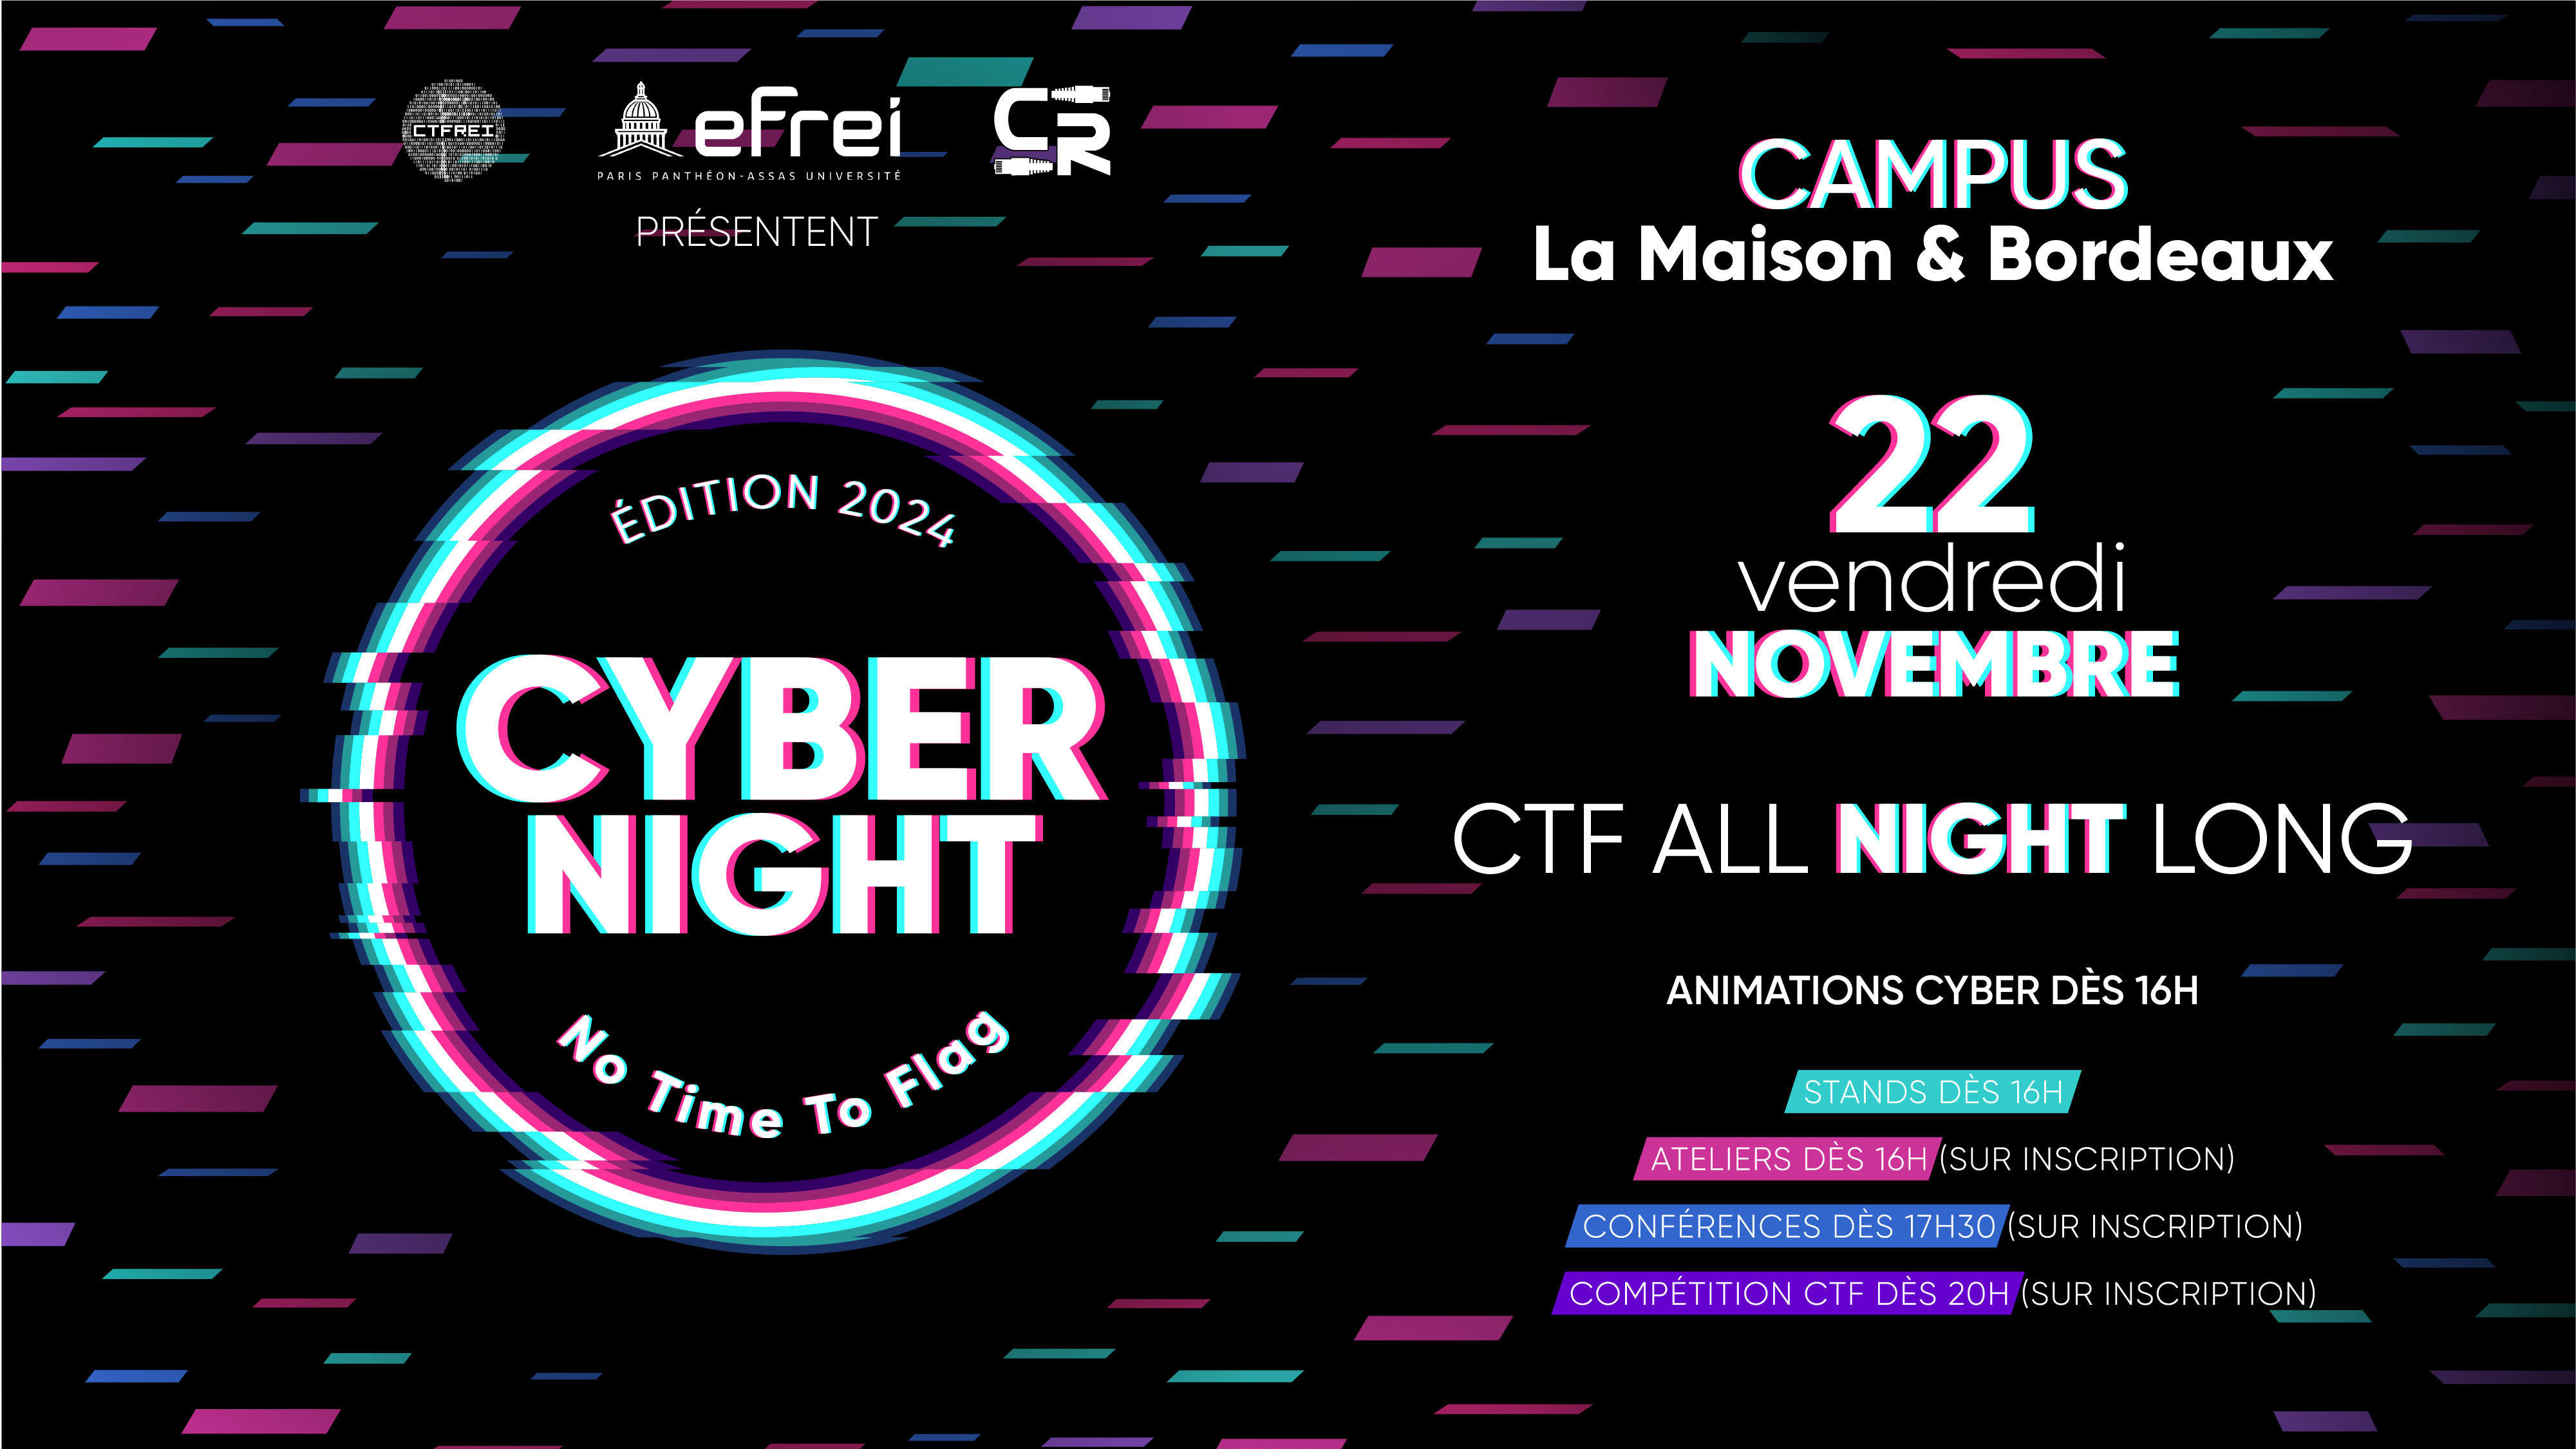 CTFREI
efrei
PARIS PANTHÉON-ASSAS UNIVERSITÉ
CR
PRÉSENTENT
ÉDITION 2024
CYBER
NIGHT
No Time To Flag
CAMPUS
La Maison & Bordeaux
22
vendredi
NOVEMBRE
CTF ALL NIGHT LONG
ANIMATIONS CYBER DÈS 16H
STANDS DÈS 16H
ATELIERS DÈS 16H (SUR INSCRIPTION)
CONFÉRENCES DÈS 17H30 (SUR INSCRIPTION)
COMPÉTITION CTF DÈS 20H (SUR INSCRIPTION)